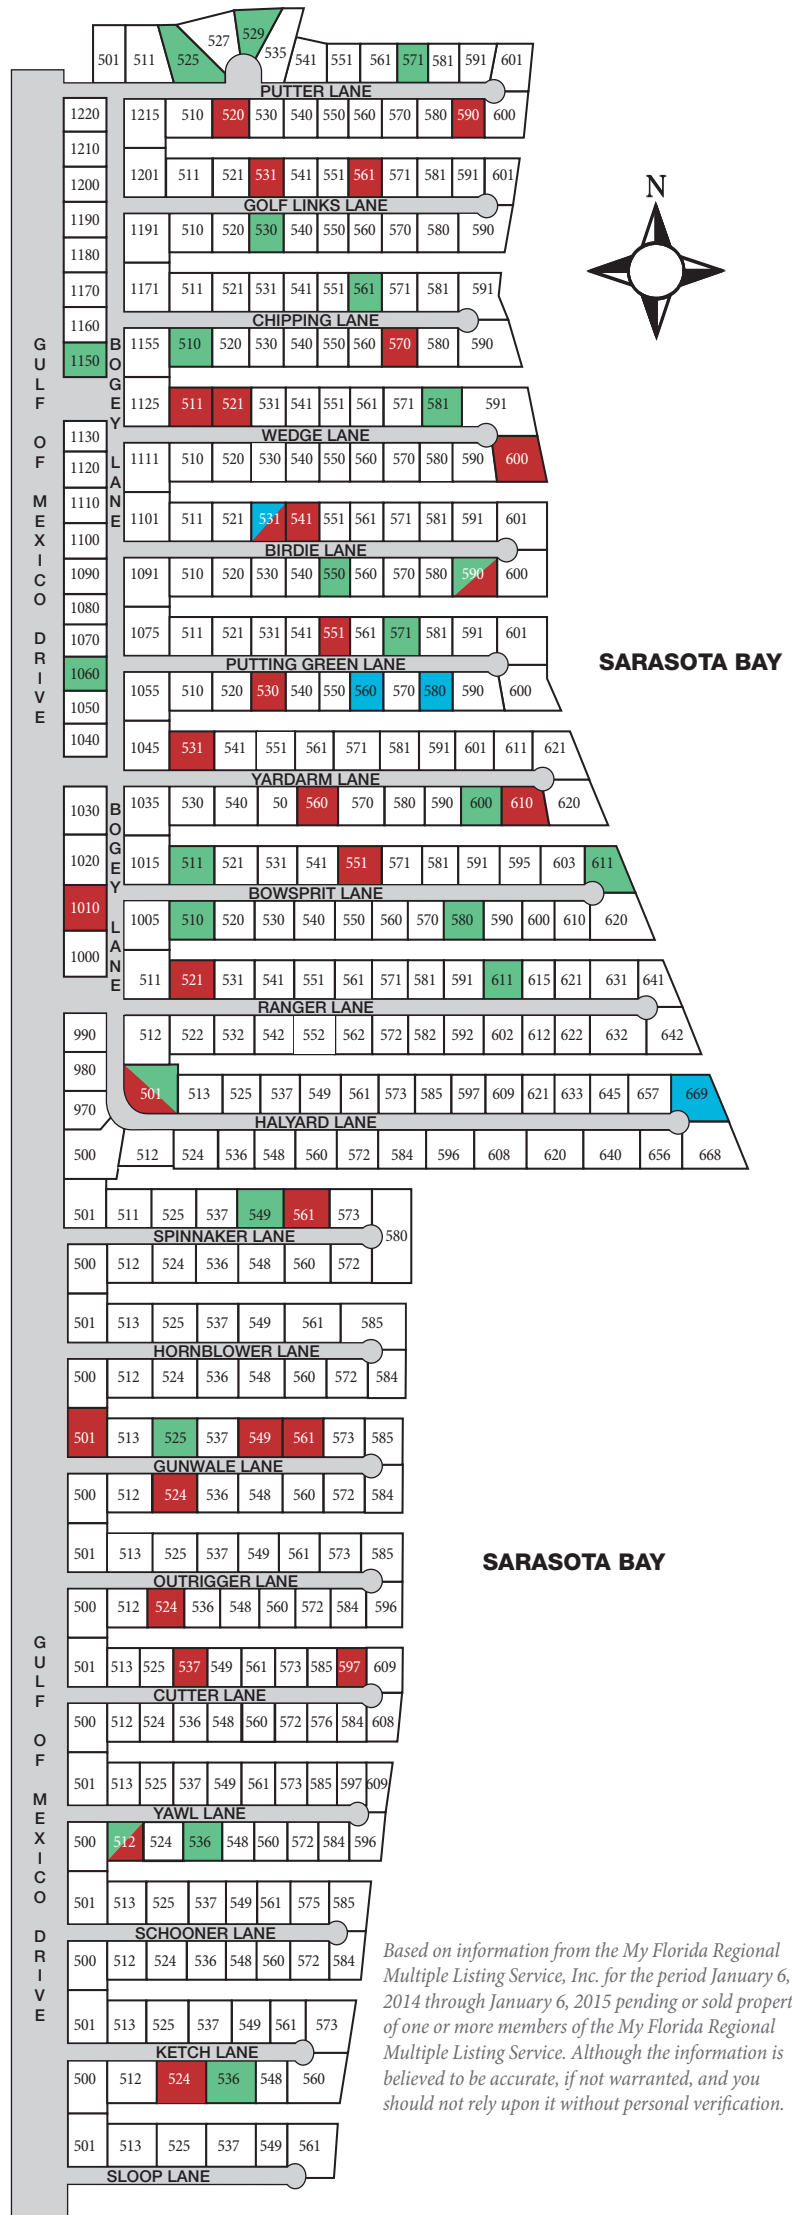 501 511 525 527 529 535 541 551 561 571 581 591 601
PUTTER LANE
1220 1215 510 520 530 540 550 560 570 580 590 600
1210
1200 1201 511 521 531 541 551 561 571 581 591 601
GOLF LINKS LANE
1190 1191 510 520 530 540 550 560 570 580 590
1180
1170 1171 511 521 531 541 551 561 571 581 591
CHIPPING LANE
1160 1155 510 520 530 540 550 560 570 580 590
1150
1125 511 521 531 541 551 561 571 581 591
WEDGE LANE
1130
1120 1111 510 520 530 540 550 560 570 580 590 600
1110
1101 511 521 531 541 551 561 571 581 591 601
1100
BIRDIE LANE
1090 1091 510 520 530 540 550 560 570 580 590 600
1080
1070 1075 511 521 531 541 551 561 571 581 591 601
PUTTING GREEN LANE
1060
1050 1055 510 520 530 540 550 560 570 580 590 600
1040 1045 531 541 551 561 571 581 591 601 611 621
YARDARM LANE
1030 1035 530 540 50 560 570 580 590 600 610 620
1020 1015 511 521 531 541 551 571 581 591 595 603 611
BOWSPRIT LANE
1010 1005 510 520 530 540 550 560 570 580 590 600 610 620
1000 511 521 531 541 551 561 571 581 591 611 615 621 631 641
RANGER LANE
990 512 522 532 542 552 562 572 582 592 602 612 622 632 642
980
970 501 513 525 537 549 561 573 585 597 609 621 633 645 657 669
HALYARD LANE
500 512 524 536 548 560 572 584 596 608 620 640 656 668
501 511 525 537 549 561 573 580
SPINNAKER LANE
500 512 524 536 548 560 572
501 513 525 537 549 561 585
HORNBLOWER LANE
500 512 524 536 548 560 572 584
501 513 525 537 549 561 573 585
GUNWALE LANE
500 512 524 536 548 560 572 584
501 513 525 537 549 561 573 585
OUTRIGGER LANE
500 512 524 536 548 560 572 584 596
501 513 525 537 549 561 573 585 597 609
CUTTER LANE
500 512 524 536 548 560 572 576 584 608
501 513 525 537 549 561 573 585 597 609
YAWL LANE
500 512 524 536 548 560 572 584 596
501 513 525 537 549 561 575 585
SCHOONER LANE
500 512 524 536 548 560 572 584
501 513 525 537 549 561 573
KETCH LANE
500 512 524 536 548 560
501 513 525 537 549 561
SLOOP LANE
GULF OF MEXICO DRIVE
BOGEY LANE
BOGEY LANE
GULF OF MEXICO DRIVE
N
SARASOTA BAY
SARASOTA BAY
Based on information from the My Florida Regional
Multiple Listing Service, Inc. for the period January 6,
2014 through January 6, 2015 pending or sold propert
of one or more members of the My Florida Regional
Multiple Listing Service. Although the information is
believed to be accurate, if not warranted, and you
should not rely upon it without personal verification.